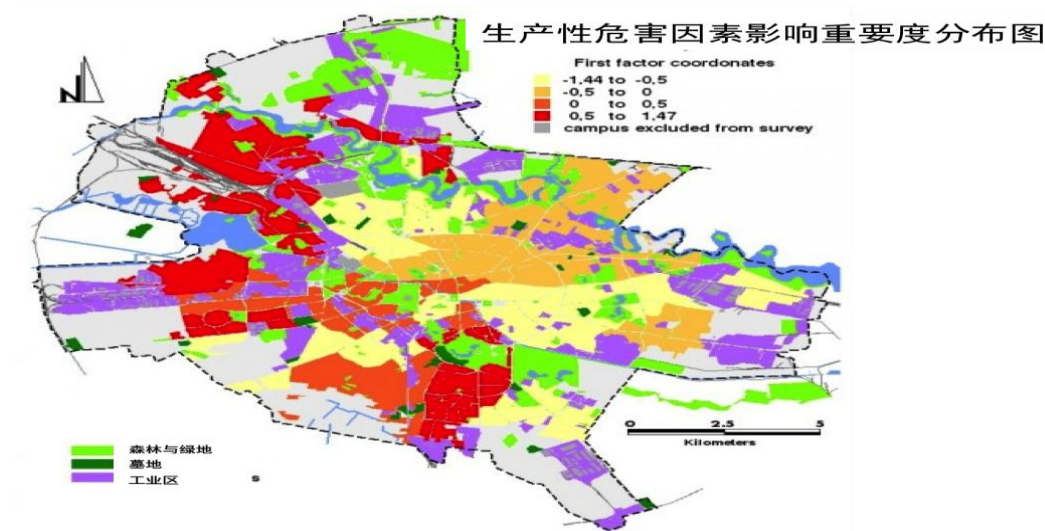 生产性危害因素影响重要度分布图
First factor coordonates
-1,44 to -0,5
-0,5 to 0
0 to 0,5
0,5 to 1,47
campus excluded from survey
N
0 2.5 5
Kilometers
森林与绿地
墓地
工业区 s